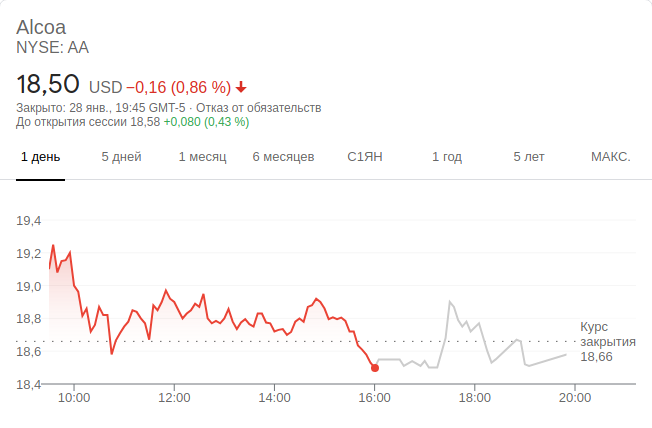 Alcoa
NYSE: AA
18,50 USD −0,16 (0,86 %)
Закрыто: 28 янв., 19:45 GMT-5 · Отказ от обязательств
До открытия сессии 18,58 +0,080 (0,43 %)
1 день 5 дней 1 месяц 6 месяцев С1ЯН 1 год 5 лет МАКС.
19,4
19,2
19,0
18,8
18,6
18,4
Курс
закрытия
18,66
10:00 12:00 14:00 16:00 18:00 20:00